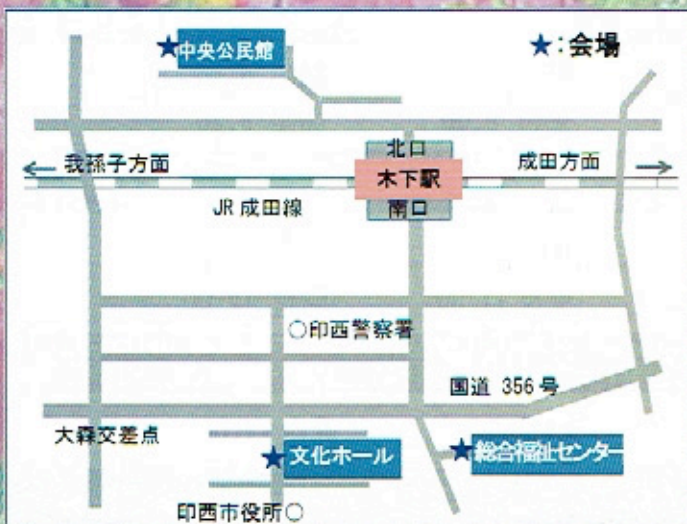 ★中央公民館
★:会場
北口
← 我孫子方面
木下駅
成田方面 →
JR 成田線
南口
○印西警察署
国道 356 号
大森交差点
★文化ホール
★総合福祉センター
印西市役所○